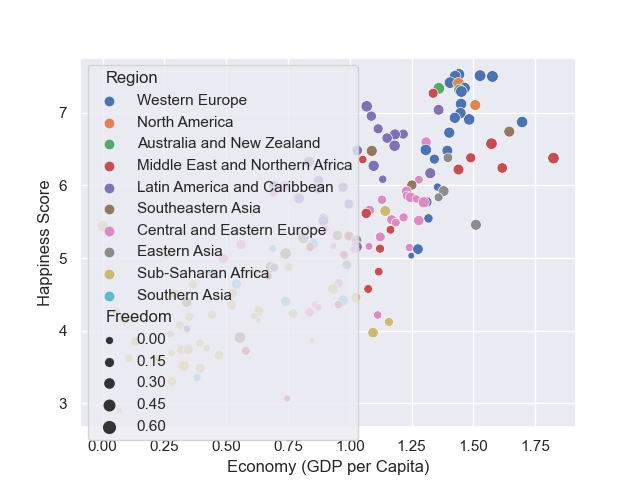 Region
Western Europe
North America
Australia and New Zealand
Middle East and Northern Africa
Latin America and Caribbean
Southeastern Asia
Central and Eastern Europe
Eastern Asia
Sub-Saharan Africa
Southern Asia
Freedom
0.00
0.15
0.30
0.45
0.60
7
6
5
4
3
Happiness Score
0.00 0.25 0.50 0.75 1.00 1.25 1.50 1.75
Economy (GDP per Capita)